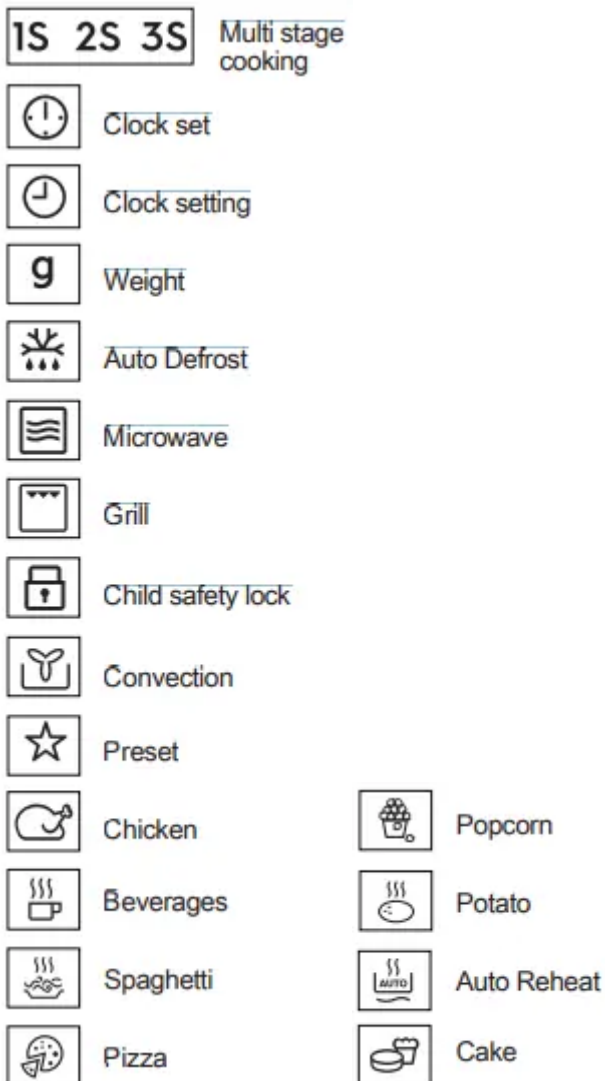 1S 2S 3S
Multi stage
cooking
Clock set
Clock setting
g
Weight
Auto Defrost
Microwave
Grill
Child safety lock
Convection
Preset
Chicken
Popcorn
Beverages
Potato
Spaghetti
AUTO
Auto Reheat
Pizza
Cake